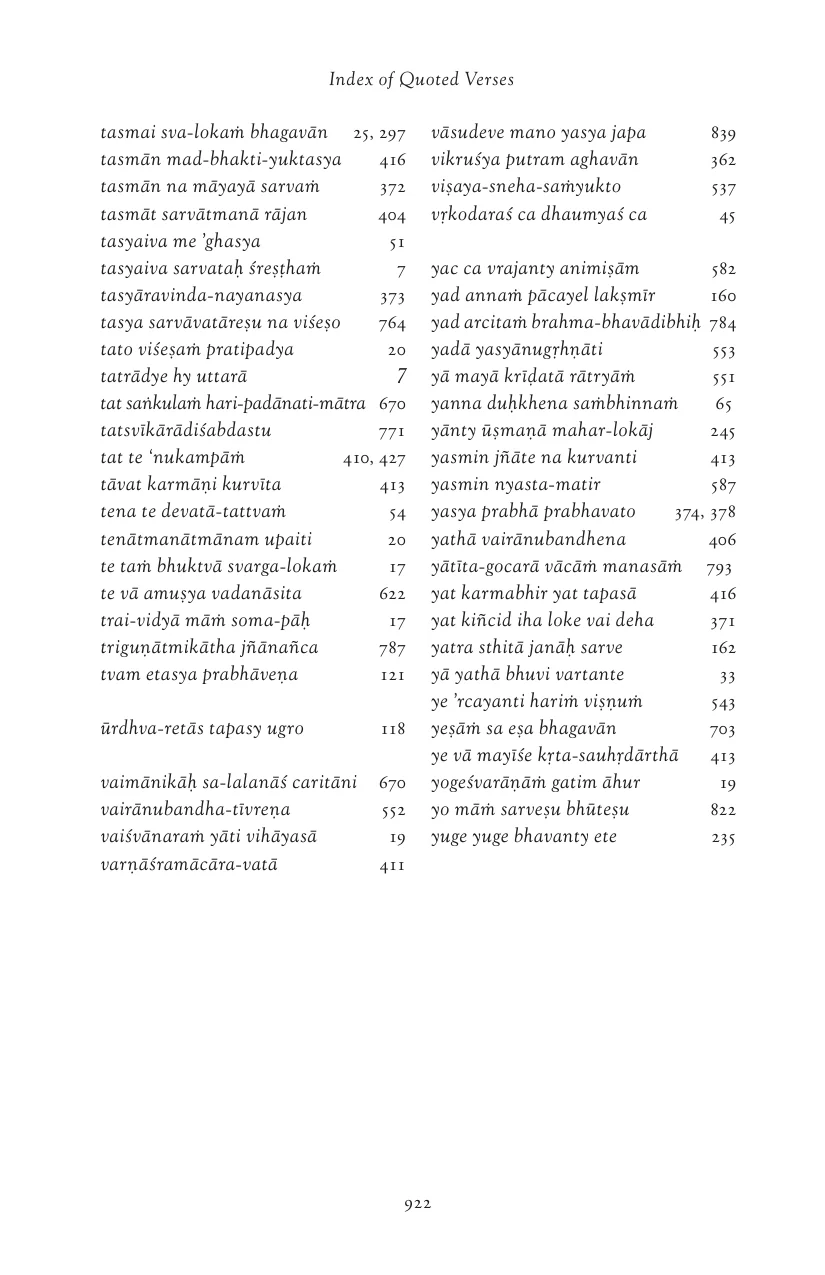 Index of Quoted Verses
tasmai sva-lokaṁ bhagavān 25, 297
tasmān mad-bhakti-yuktasya 416
tasmān na māyayā sarvaṁ 372
tasmāt sarvātmanā rājan 404
tasyaiva me ’ghasya 51
tasyaiva sarvataḥ śreṣṭhaṁ 7
tasyāravinda-nayanasya 373
tasya sarvāvatāreṣu na viśeṣo 764
tato viśeṣaṁ pratipadya 20
tatrādye hy uttarā 7
tat saṅkulaṁ hari-padānati-mātra 670
tatsvīkārādiśabdastu 771
tat te ‘nukampāṁ 410, 427
tāvat karmāṇi kurvīta 413
tena te devatā-tattvaṁ 54
tenātmanātmānam upaiti 20
te taṁ bhuktvā svarga-lokaṁ 17
te vā amuṣya vadanāsita 622
trai-vidyā māṁ soma-pāḥ 17
triguṇātmikātha jñānañca 787
tvam etasya prabhāveṇa 121
ūrdhva-retās tapasy ugro 118
vaimānikāḥ sa-lalanāś caritāni 670
vairānubandha-tīvreṇa 552
vaiśvānaraṁ yāti vihāyasā 19
varṇāśramācāra-vatā 411
vāsudeve mano yasya japa 839
vikruśya putram aghavān 362
viṣaya-sneha-saṁyukto 537
vṛkodaraś ca dhaumyaś ca 45
yac ca vrajanty animiṣām 582
yad annaṁ pācayel lakṣmīr 160
yad arcitaṁ brahma-bhavādibhiḥ 784
yadā yasyānugṛhṇāti 553
yā mayā krīḍatā rātryāṁ 551
yanna duḥkhena saṁbhinnaṁ 65
yānty ūṣmaṇā mahar-lokāj 245
yasmin jñāte na kurvanti 413
yasmin nyasta-matir 587
yasya prabhā prabhavato 374, 378
yathā vairānubandhena 406
yātīta-gocarā vācāṁ manasāṁ 793
yat karmabhir yat tapasā 416
yat kiñcid iha loke vai deha 371
yatra sthitā janāḥ sarve 162
yā yathā bhuvi vartante 33
ye ’rcayanti hariṁ viṣṇuṁ 543
yeṣāṁ sa eṣa bhagavān 703
ye vā mayīśe kṛta-sauhṛdārthā 413
yogeśvarāṇāṁ gatim āhur 19
yo māṁ sarveṣu bhūteṣu 822
yuge yuge bhavanty ete 235
922